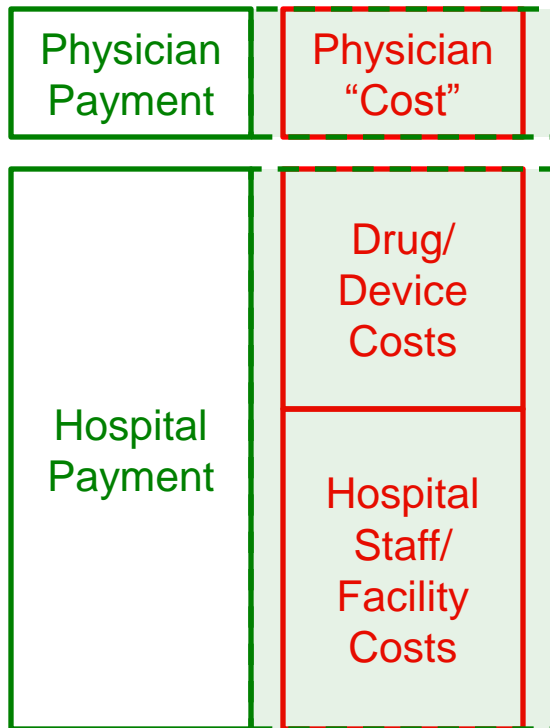 Physician
Payment
Physician
“Cost”
Hospital
Payment
Drug/
Device
Costs
Hospital
Staff/
Facility
Costs